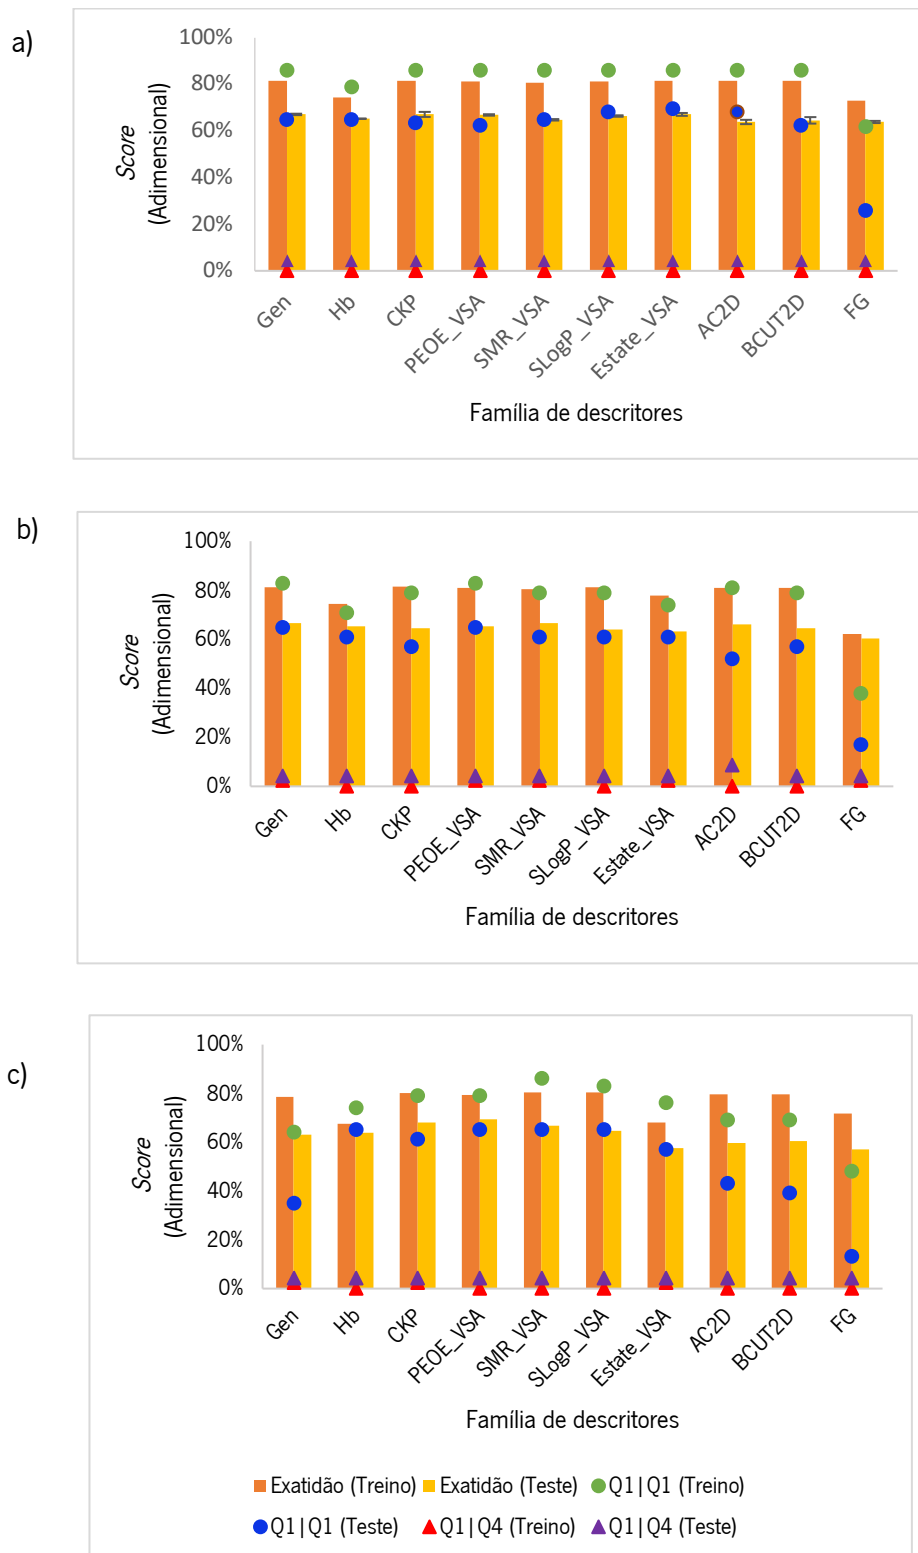 a)
100%
80%
60%
40%
20%
0%
Score
(Adimensional)
Gen
Hb
CKP
PEOE_VSA
SMR_VSA
SLogP_VSA
Estate_VSA
AC2D
BCUT2D
FG
Família de descritores
b)
100%
80%
60%
40%
20%
0%
Score
(Adimensional)
Gen
Hb
CKP
PEOE_VSA
SMR_VSA
SLogP_VSA
Estate_VSA
AC2D
BCUT2D
FG
Família de descritores
c)
100%
80%
60%
40%
20%
0%
Score
(Adimensional)
Gen
Hb
CKP
PEOE_VSA
SMR_VSA
SLogP_VSA
Estate_VSA
AC2D
BCUT2D
FG
Família de descritores
Exatidão (Treino) Exatidão (Teste) Q1|Q1 (Treino)
Q1|Q1 (Teste) Q1|Q4 (Treino) Q1|Q4 (Teste)